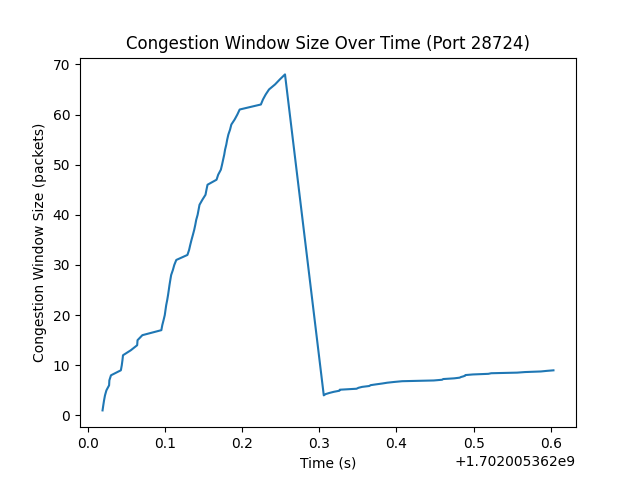 Congestion Window Size Over Time (Port 28724)
Congestion Window Size (packets)
70
60
50
40
30
20
10
0
0.0 0.1 0.2 0.3 0.4 0.5 0.6
Time (s)
+1.702005362e9